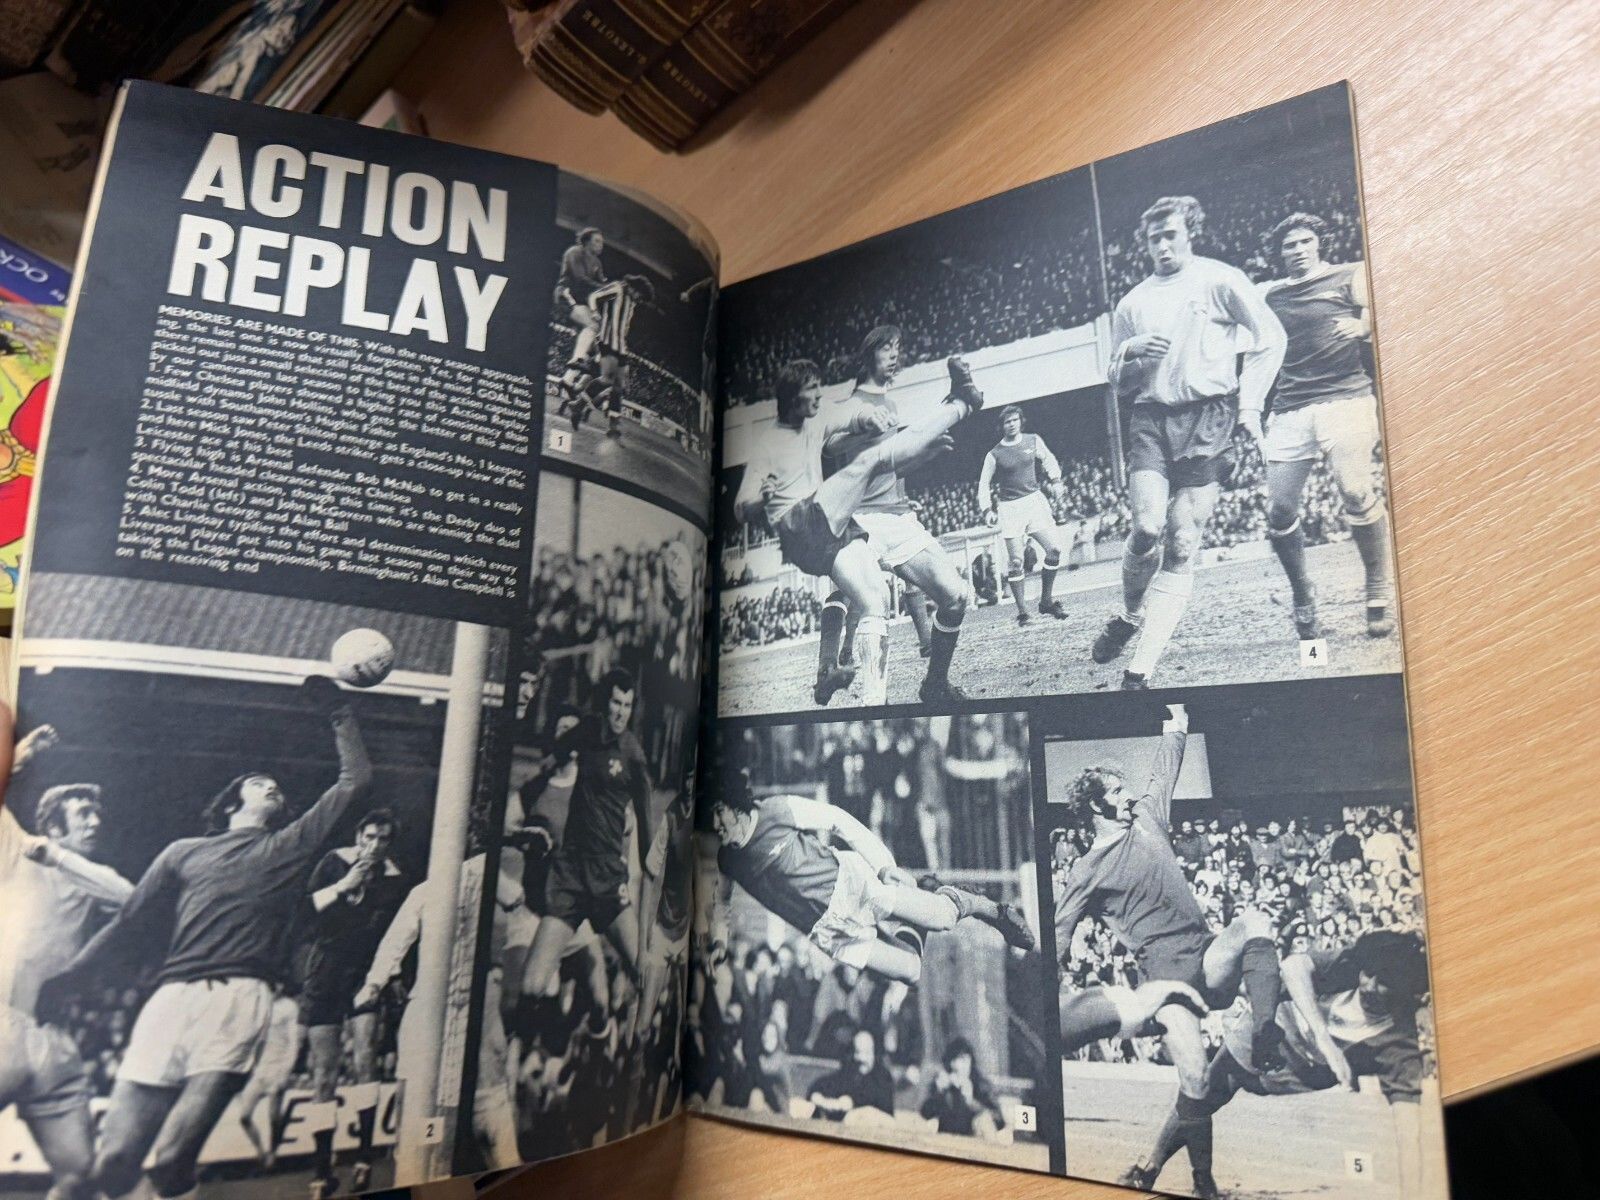 ACTION
REPLAY
MEMORIES ARE MADE OF THIS. With the new season approach-
ing, the last one is now virtually forgotten. Yet, for most fans,
there remain moments that still stand out in the mind. GOAL has
picked out just a small selection of the best of the action captured
by our cameramen last season to bring you this Action Replay.
1. Few Chelsea players showed a higher rate of consistency than
midfield dynamo John Hollins, who gets the better of this aerial
tussle with Southampton's Hughie Fisher
2. Last season saw Peter Shilton emerge as England's No. 1 keeper,
and here Mick Jones, the Leeds striker, gets a close-up view of the
Leicester ace at his best
3. Flying high is Arsenal defender Bob McNab to get in a really
spectacular headed clearance against Chelsea
4. More Arsenal action, though this time it's the Derby duo of
Colin Todd (left) and John McGovern who are winning the duel
with Charlie George and Alan Ball
5. Alec Lindsay typifies the effort and determination which every
Liverpool player put into his game last season on their way to
taking the League championship. Birmingham's Alan Campbell is
on the receiving end
1
2
3
4
5